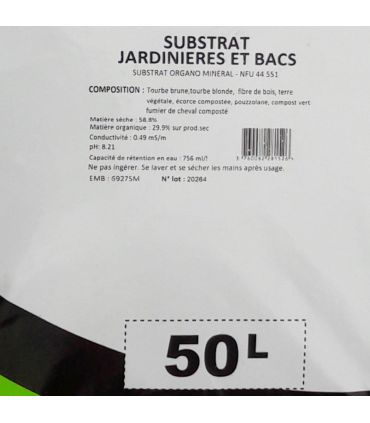 SUBSTRAT
JARDINIERES ET BACS
SUBSTRAT ORGANO MINERAL - NFU 44 551
COMPOSITION : Tourbe brune,tourbe blonde, fibre de bois, terre
végétale, écorce compostée, pouzzolane, compost vert
fumier de cheval composté
Matière sèche : 58.8%
Matière organique : 29.9% sur prod.sec
Conductivité : 0.49 mS/m
pH: 8.21
Capacité de rétention en eau : 756 ml/l
Ne pas ingérer. Se laver et se sécher les mains après usage.
EMB : 69275M N° lot : 20284
50 L